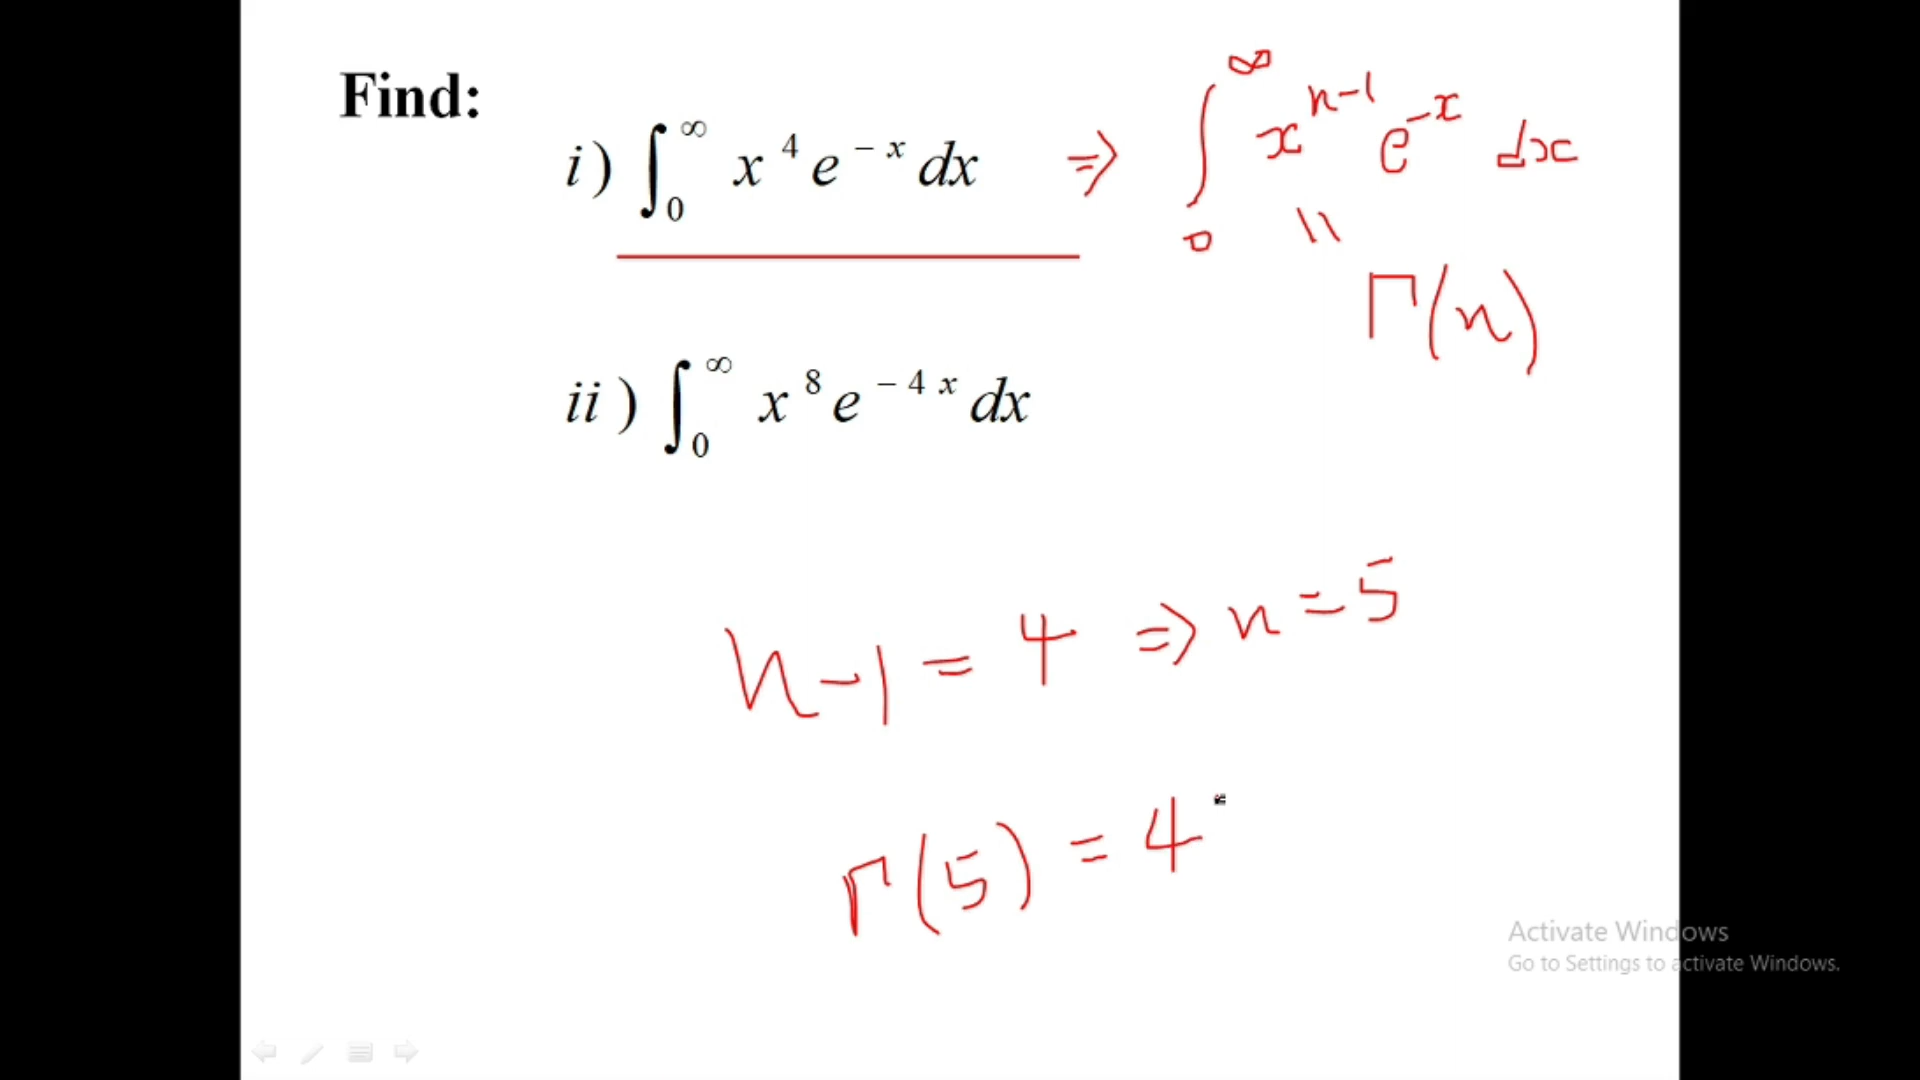 Find:
i) ∫₀^∞ x⁴ e^{-x} dx ⇒ ∫₀^∞ x^{n-1} e^{-x} dx
॥
Γ(n)
ii) ∫₀^∞ x⁸ e^{-4x} dx
n-1 = 4 ⇒ n = 5
Γ(5) = 4
Activate Windows
Go to Settings to activate Windows.